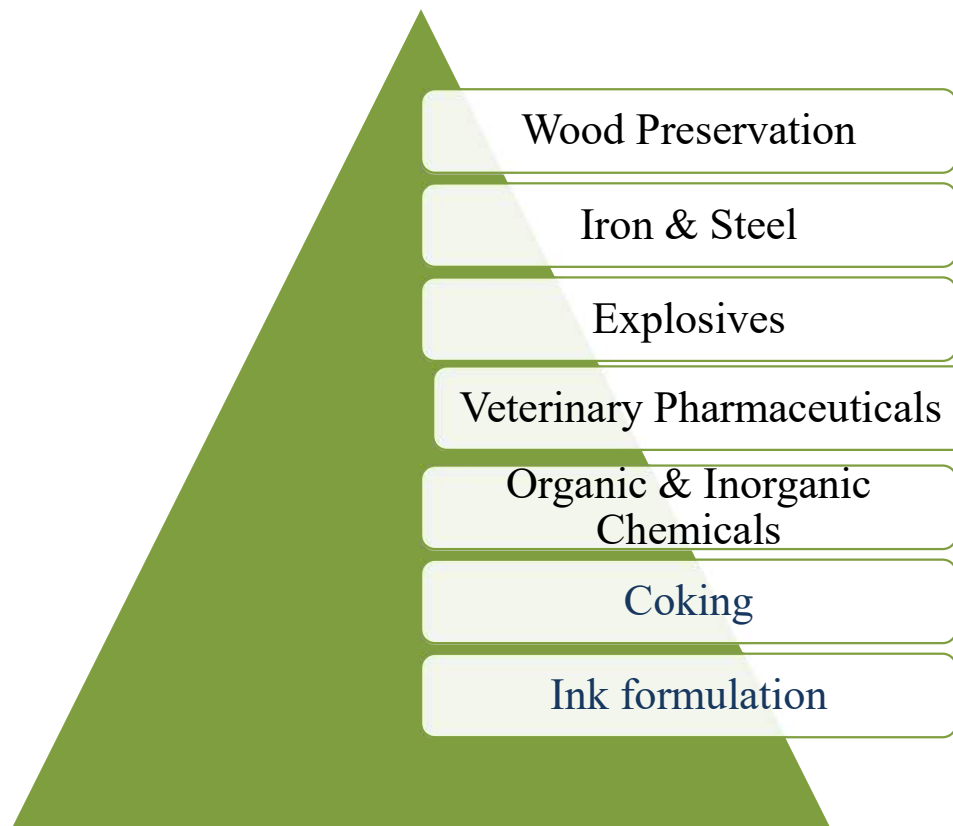 Wood Preservation
Iron & Steel
Explosives
Veterinary Pharmaceuticals
Organic & Inorganic
Chemicals
Coking
Ink formulation